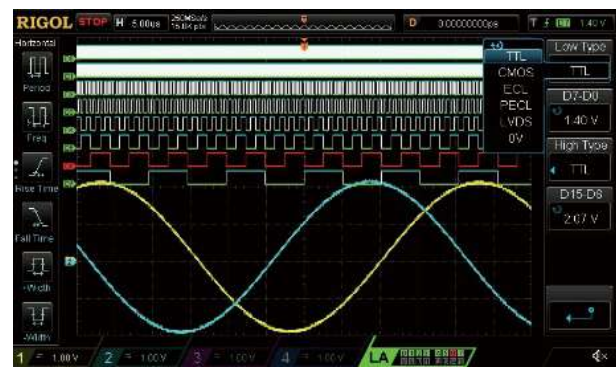 RIGOL STOP H 5.00us D 0.00000000ps T 1.40 V
Horizontal
Period
Freq
Rise Time
Fall Time
+Width
-Width
TTL
CMOS
ECL
PECL
LVDS
0V
Low Type
TTL
D7-D0
1.40 V
High Type
TTL
D15-D8
2.07 V
1 = 1.00 V 2 = 1.00 V 3 = 1.00 V 4 = 1.00 V LA